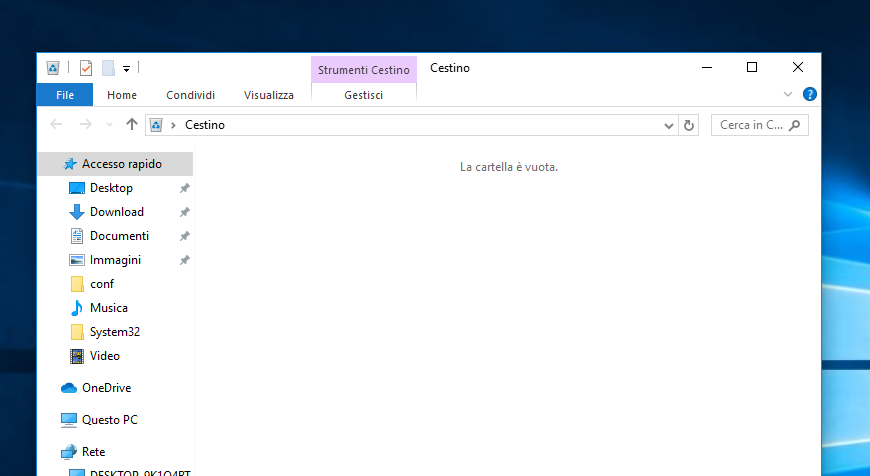 Strumenti Cestino
Cestino
File
Home
Condividi
Visualizza
Gestisci
Cestino
Cerca in C...
Accesso rapido
La cartella è vuota.
Desktop
Download
Documenti
Immagini
conf
Musica
System32
Video
OneDrive
Questo PC
Rete